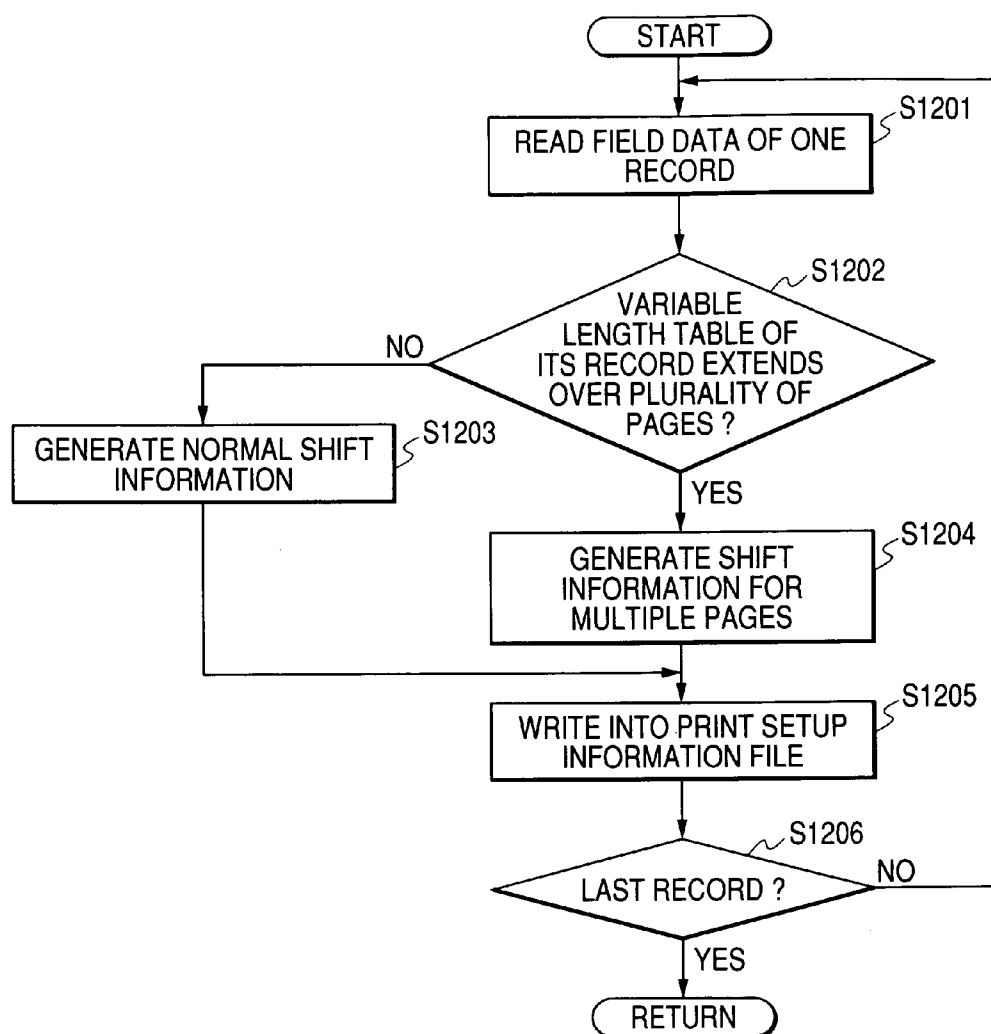 START
S1201
READ FIELD DATA OF ONE
RECORD
S1202
VARIABLE
LENGTH TABLE OF
ITS RECORD EXTENDS
OVER PLURALITY OF
PAGES ?
NO
S1203
GENERATE NORMAL SHIFT
INFORMATION
YES
S1204
GENERATE SHIFT
INFORMATION FOR
MULTIPLE PAGES
S1205
WRITE INTO PRINT SETUP
INFORMATION FILE
S1206
LAST RECORD ?
NO
YES
RETURN